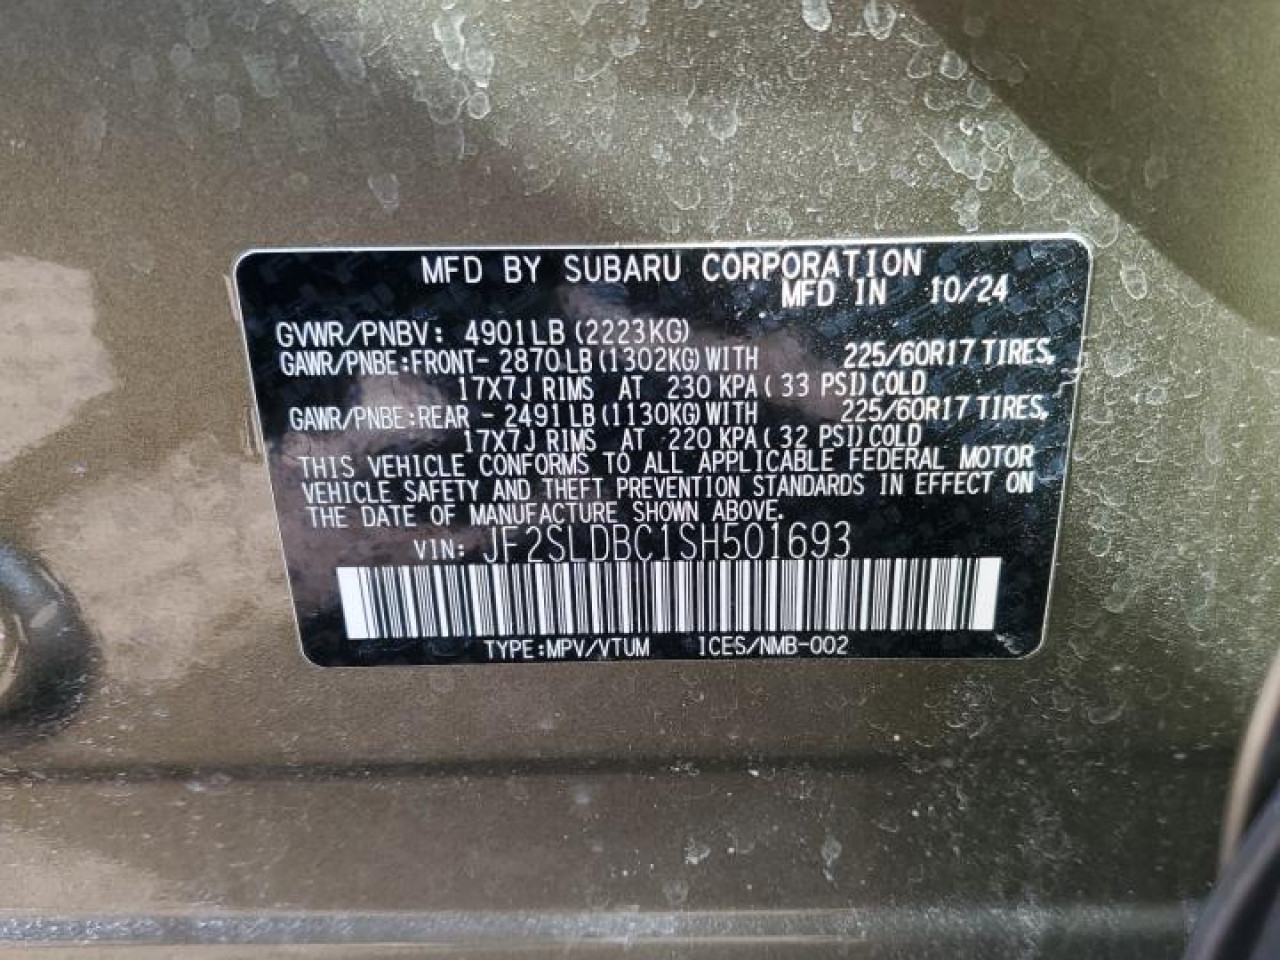 MFD BY SUBARU CORPORATION
MFD IN 10/24
GVWR/PNBV: 4901LB (2223KG)
GAWR/PNBE:FRONT- 2870LB (1302KG) WITH 225/60R17 TIRES,
17X7J RIMS AT 230 KPA ( 33 PSI) COLD
GAWR/PNBE:REAR - 2491LB (1130KG) WITH 225/60R17 TIRES,
17X7J RIMS AT 220 KPA ( 32 PSI) COLD
THIS VEHICLE CONFORMS TO ALL APPLICABLE FEDERAL MOTOR
VEHICLE SAFETY AND THEFT PREVENTION STANDARDS IN EFFECT ON
THE DATE OF MANUFACTURE SHOWN ABOVE.
VIN: JF2SLDBC1SH501693
TYPE:MPV/VTUM ICES/NMB-002